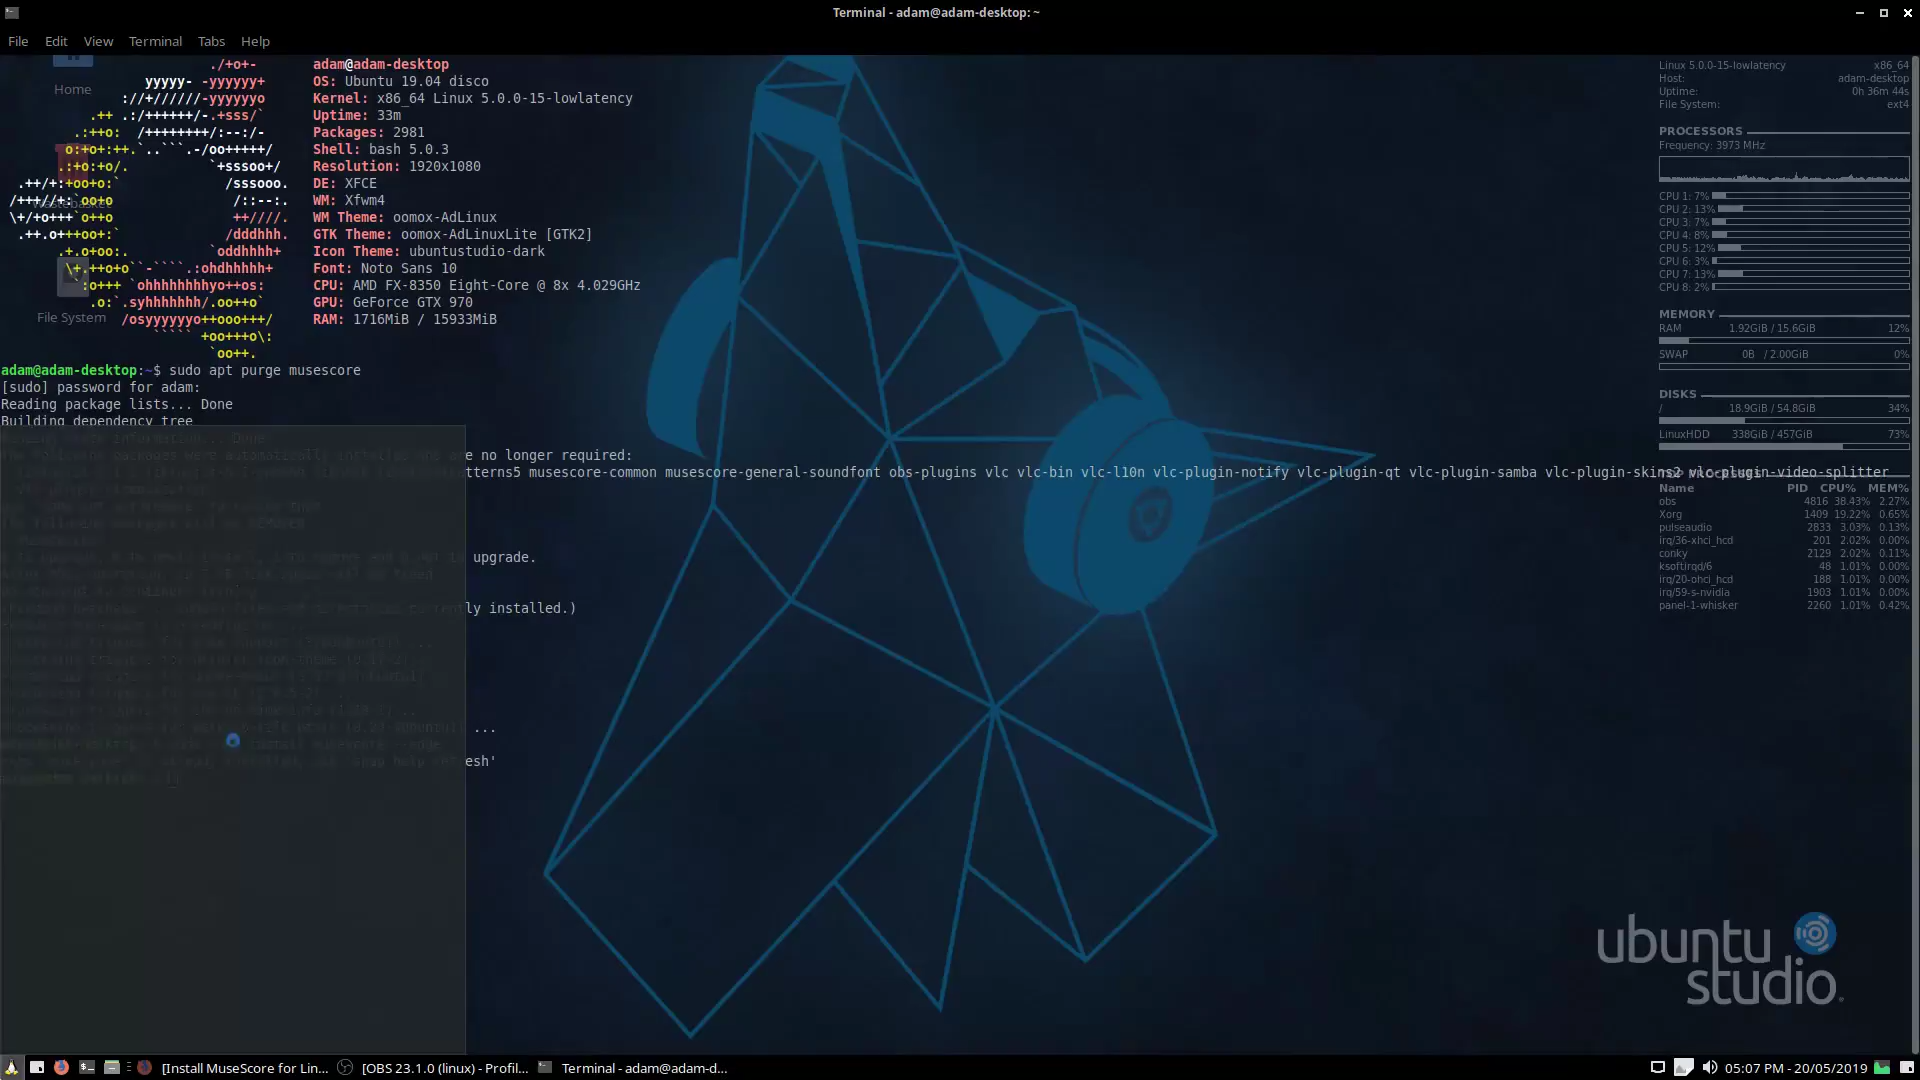 Terminal - adam@adam-desktop: ~
File Edit View Terminal Tabs Help
adam@adam-desktop
OS: Ubuntu 19.04 disco
Kernel: x86_64 Linux 5.0.0-15-lowlatency
Uptime: 33m
Packages: 2981
Shell: bash 5.0.3
Resolution: 1920x1080
DE: XFCE
WM: Xfwm4
WM Theme: oomox-AdLinux
GTK Theme: oomox-AdLinuxLite [GTK2]
Icon Theme: ubuntustudio-dark
Font: Noto Sans 10
CPU: AMD FX-8350 Eight-Core @ 8x 4.029GHz
GPU: GeForce GTX 970
RAM: 1716MiB / 15933MiB
Home
File System
adam@adam-desktop:~$ sudo apt purge musescore
[sudo] password for adam:
Reading package lists... Done
Building dependency tree
e no longer required:
tterns5 musescore-common musescore-general-soundfont obs-plugins vlc vlc-bin vlc-l10n vlc-plugin-notify vlc-plugin-qt vlc-plugin-samba vlc-plugin-skins2 vlc-plugin-video-splitter
upgrade.
ly installed.)
...
esh'
Linux 5.0.0-15-lowlatency x86_64
Host: adam-desktop
Uptime: 0h 36m 44s
File System: ext4
PROCESSORS
Frequency: 3973 MHz
CPU 1: 7%
CPU 2: 13%
CPU 3: 7%
CPU 4: 8%
CPU 5: 12%
CPU 6: 3%
CPU 7: 13%
CPU 8: 2%
MEMORY
RAM 1.92GiB / 15.6GiB 12%
SWAP 0B / 2.00GiB 0%
DISKS
/ 18.9GiB / 54.8GiB 34%
LinuxHDD 338GiB / 457GiB 73%
TOP PROCESSES
Name PID CPU% MEM%
obs 4816 38.43% 2.27%
Xorg 1409 19.22% 0.65%
pulseaudio 2833 3.03% 0.13%
irq/36-xhci_hcd 201 2.02% 0.00%
conky 2129 2.02% 0.11%
ksoftirqd/6 48 1.01% 0.00%
irq/20-ohci_hcd 188 1.01% 0.00%
irq/59-s-nvidia 1903 1.01% 0.00%
panel-1-whisker 2260 1.01% 0.42%
ubuntu
studio
[Install MuseScore for Lin... [OBS 23.1.0 (linux) - Profil... Terminal - adam@adam-d... 05:07 PM - 20/05/2019